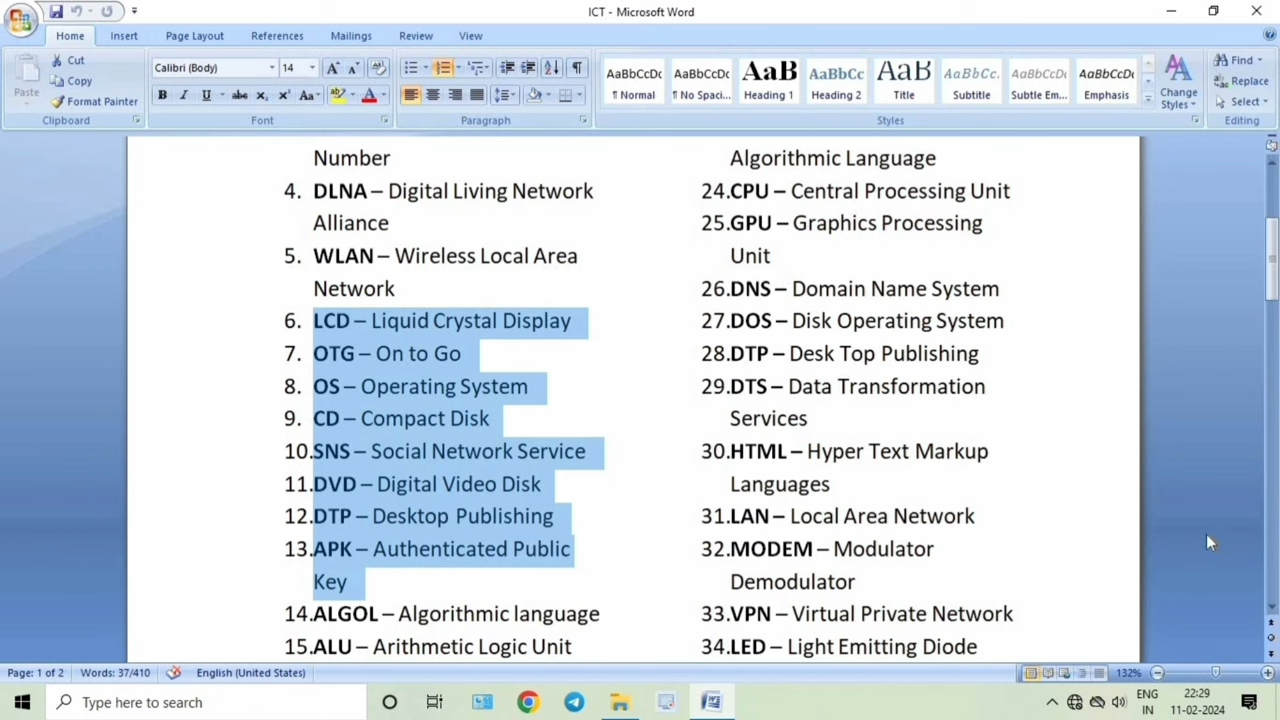 ICT - Microsoft Word
Home Insert Page Layout References Mailings Review View
Paste
Cut
Copy
Format Painter
Clipboard
Calibri (Body) 14
B I U abc X₂ X² Aa
Font
Paragraph
AaBbCcDc AaBbCcDc AaB AaBbCc AaB AaBbCc. AaBbCcDc AaBbCcDc
¶ Normal ¶ No Spaci... Heading 1 Heading 2 Title Subtitle Subtle Em... Emphasis
Styles
Change Styles
Find
Replace
Select
Editing
Number
4. DLNA – Digital Living Network
Alliance
5. WLAN – Wireless Local Area
Network
6. LCD – Liquid Crystal Display
7. OTG – On to Go
8. OS – Operating System
9. CD – Compact Disk
10.SNS – Social Network Service
11.DVD – Digital Video Disk
12.DTP – Desktop Publishing
13.APK – Authenticated Public
Key
14.ALGOL – Algorithmic language
15.ALU – Arithmetic Logic Unit
Algorithmic Language
24.CPU – Central Processing Unit
25.GPU – Graphics Processing
Unit
26.DNS – Domain Name System
27.DOS – Disk Operating System
28.DTP – Desk Top Publishing
29.DTS – Data Transformation
Services
30.HTML – Hyper Text Markup
Languages
31.LAN – Local Area Network
32.MODEM – Modulator
Demodulator
33.VPN – Virtual Private Network
34.LED – Light Emitting Diode
Page: 1 of 2 Words: 37/410 English (United States) 132%
Type here to search
ENG
IN
22:29
11-02-2024